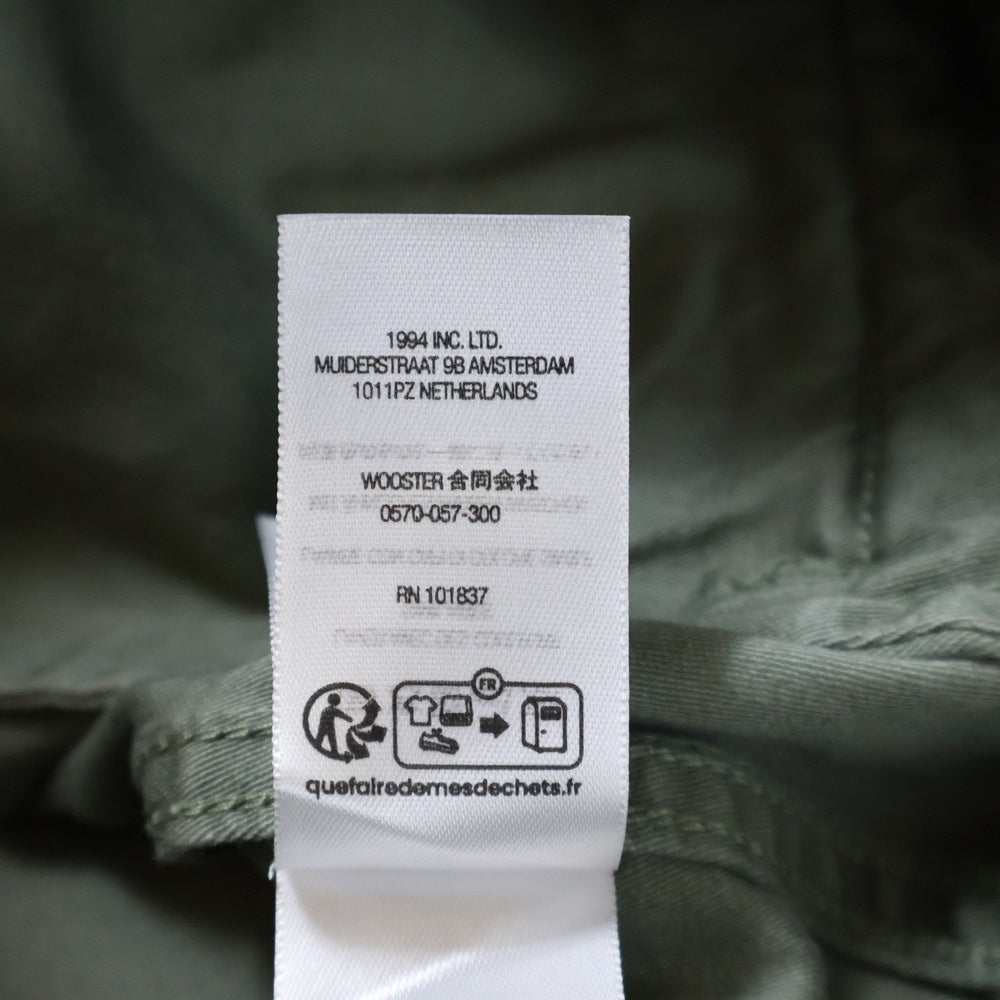 1994 INC. LTD.
MUIDERSTRAAT 9B AMSTERDAM
1011PZ NETHERLANDS
WOOSTER 合同会社
0570-057-300
RN 101837
FR
quefairedemesdechets.fr